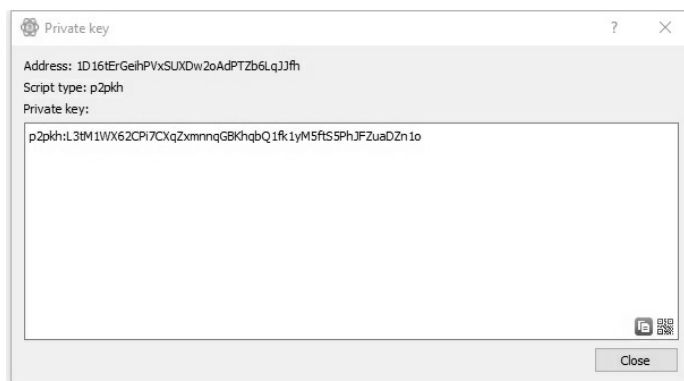 Private key
Address: 1D16tErGeihPVxSUXDw2oAdPTZb6LqJJfh
Script type: p2pkh
Private key:
p2pkh:L3tM1WX62CPi7CXqZxmnnqGBKhqbQ1fk1yM5ftS5PhJFZuaDZn1o
Close